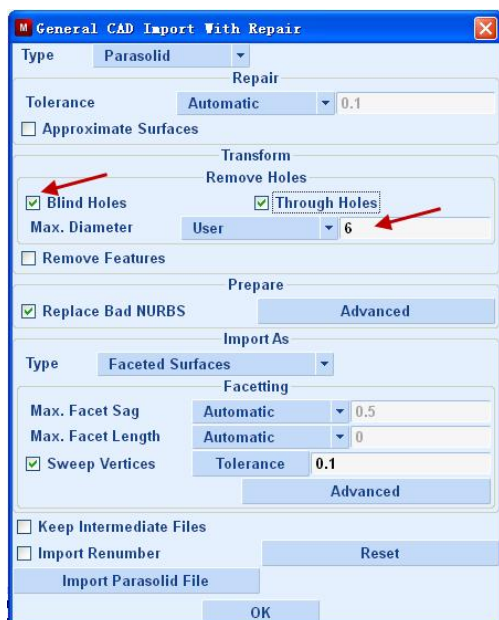 M General CAD Import With Repair
Type Parasolid
Repair
Tolerance Automatic 0.1
Approximate Surfaces
Transform
Remove Holes
Blind Holes Through Holes
Max. Diameter User 6
Remove Features
Prepare
Replace Bad NURBS Advanced
Import As
Type Faceted Surfaces
Facetting
Max. Facet Sag Automatic 0.5
Max. Facet Length Automatic 0
Sweep Vertices Tolerance 0.1
Advanced
Keep Intermediate Files
Import Renumber Reset
Import Parasolid File
OK